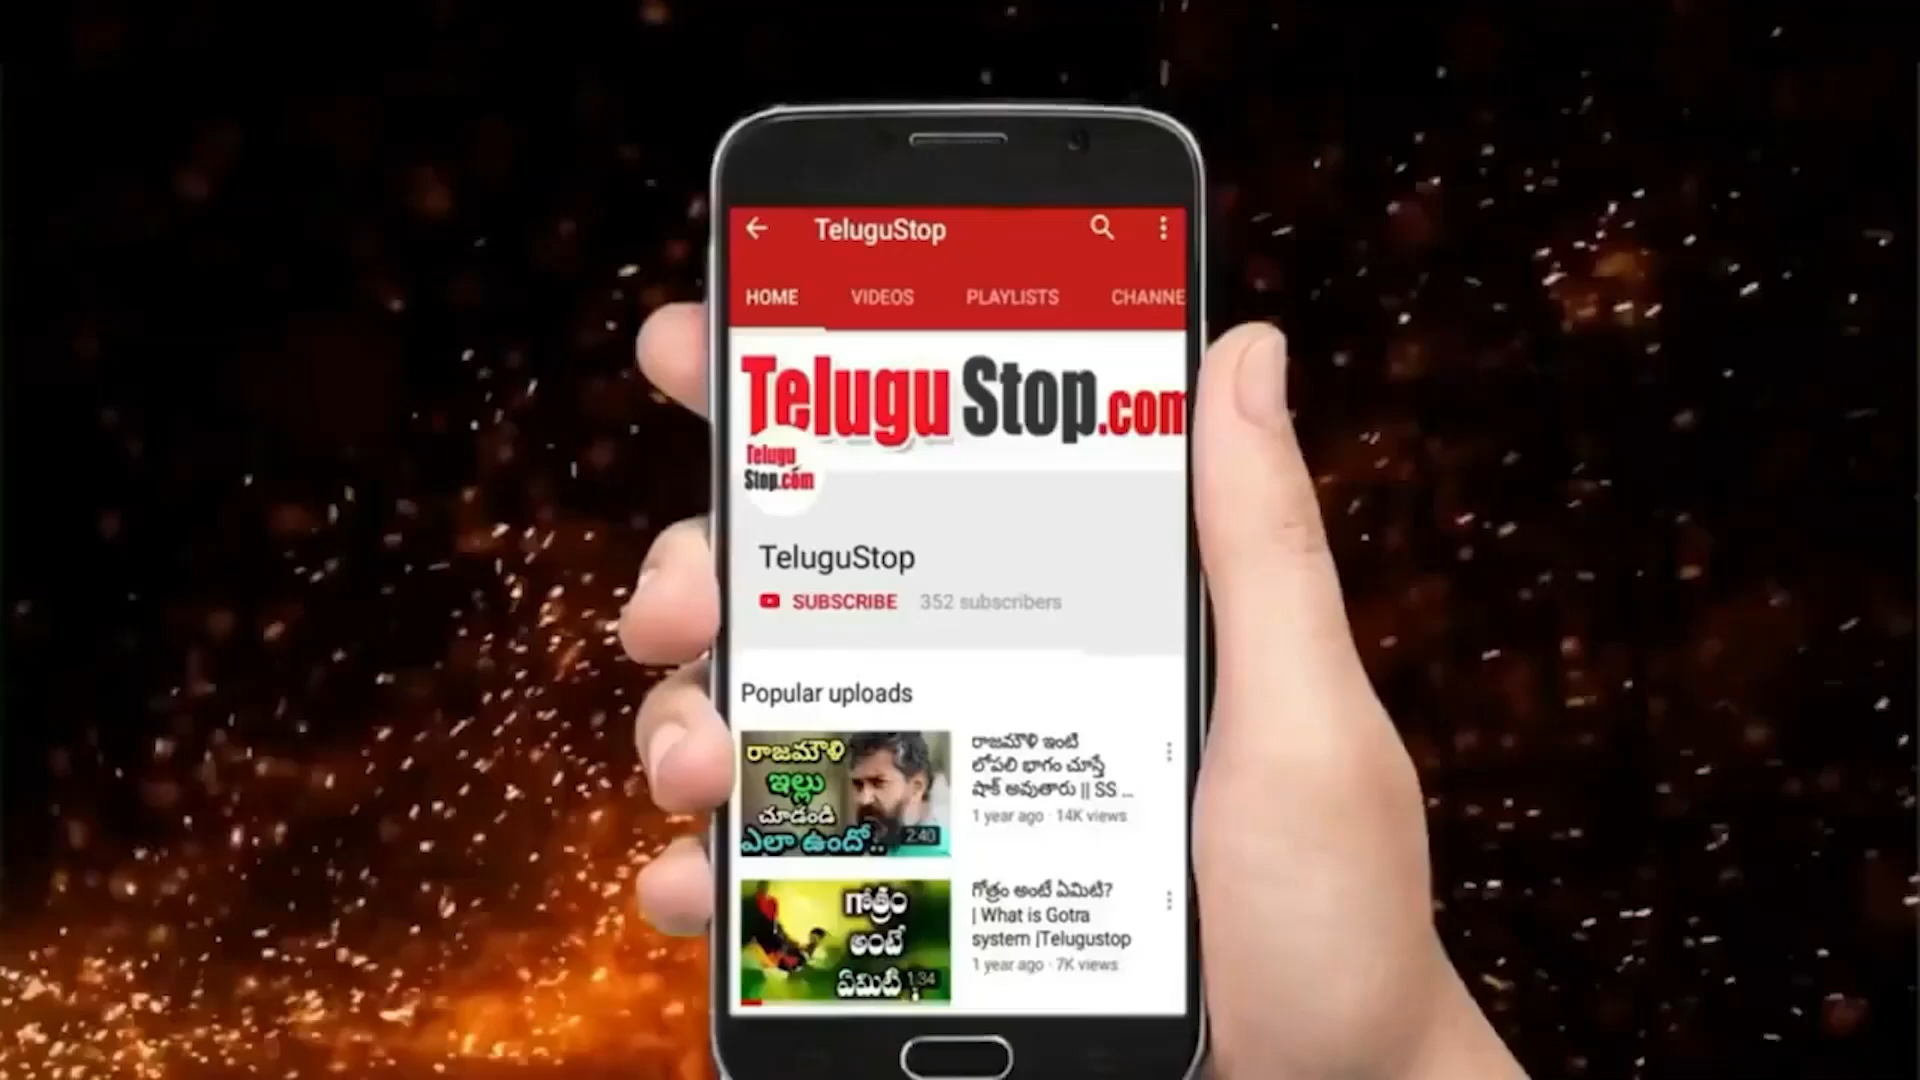 TeluguStop
HOME VIDEOS PLAYLISTS CHANNE
Telugu Stop.com
Telugu
Stop.com
TeluguStop
SUBSCRIBE 352 subscribers
Popular uploads
రాజమౌళి
ఇల్లు
చూడండి
ఎలా ఉందో..
2:40
రాజమౌళి ఇంటి
లోపలి భాగం చూస్తే
షాక్ అవుతారు || SS ...
1 year ago · 14K views
గోత్రం
అంటే
ఏమిటి
1:34
గోత్రం అంటే ఏమిటి?
| What is Gotra
system |Telugustop
1 year ago · 7K views